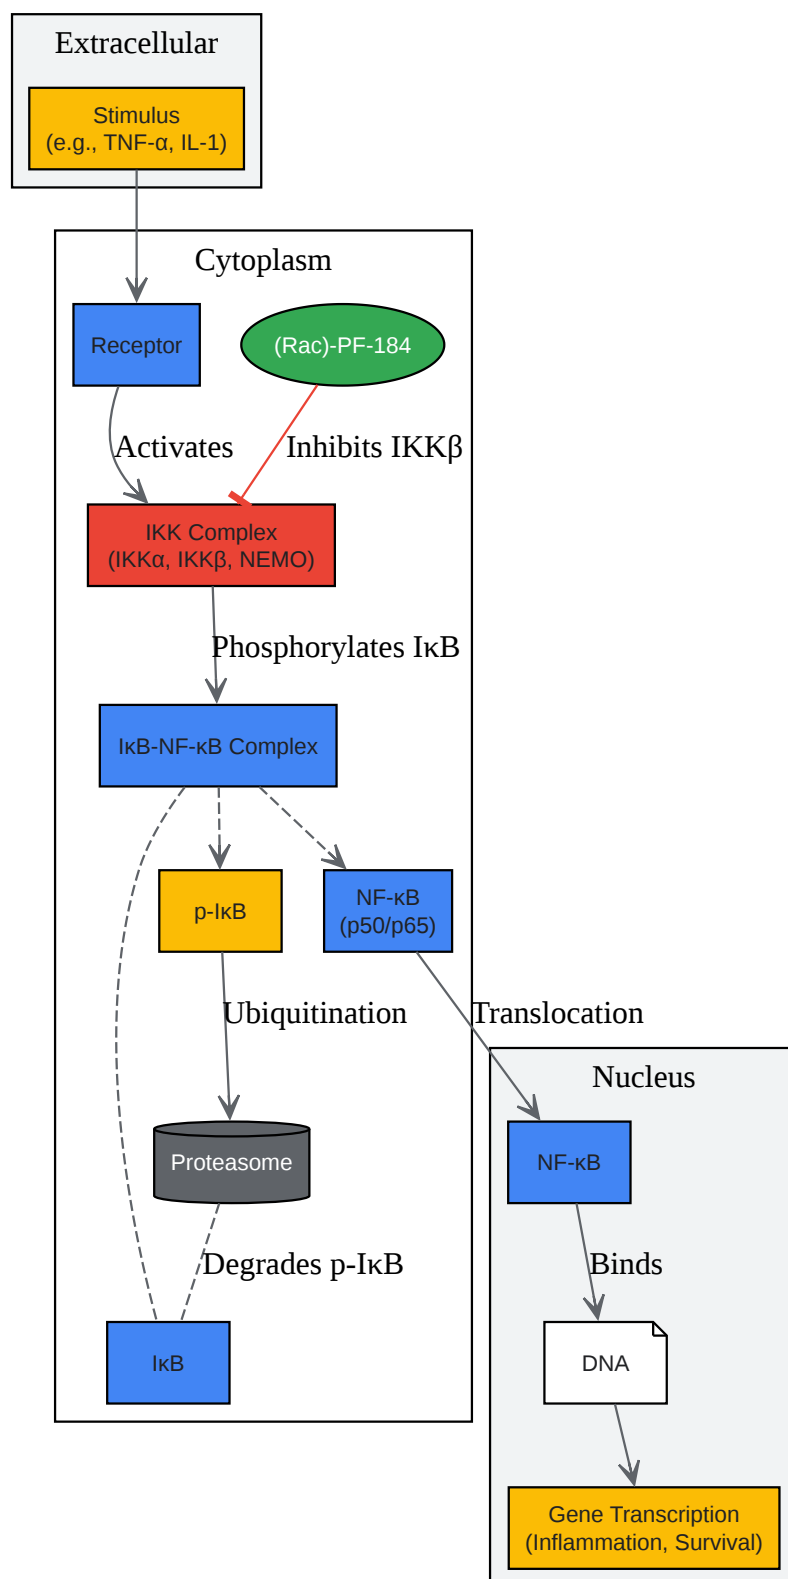 Extracellular
Stimulus
(e.g., TNF-α, IL-1)
Cytoplasm
Receptor
(Rac)-PF-184
Activates
Inhibits IKKβ
IKK Complex
(IKKα, IKKβ, NEMO)
Phosphorylates IκB
IκB-NF-κB Complex
p-IκB
NF-κB
(p50/p65)
Ubiquitination
Translocation
Nucleus
Proteasome
NF-κB
Degrades p-IκB
Binds
IκB
DNA
Gene Transcription
(Inflammation, Survival)